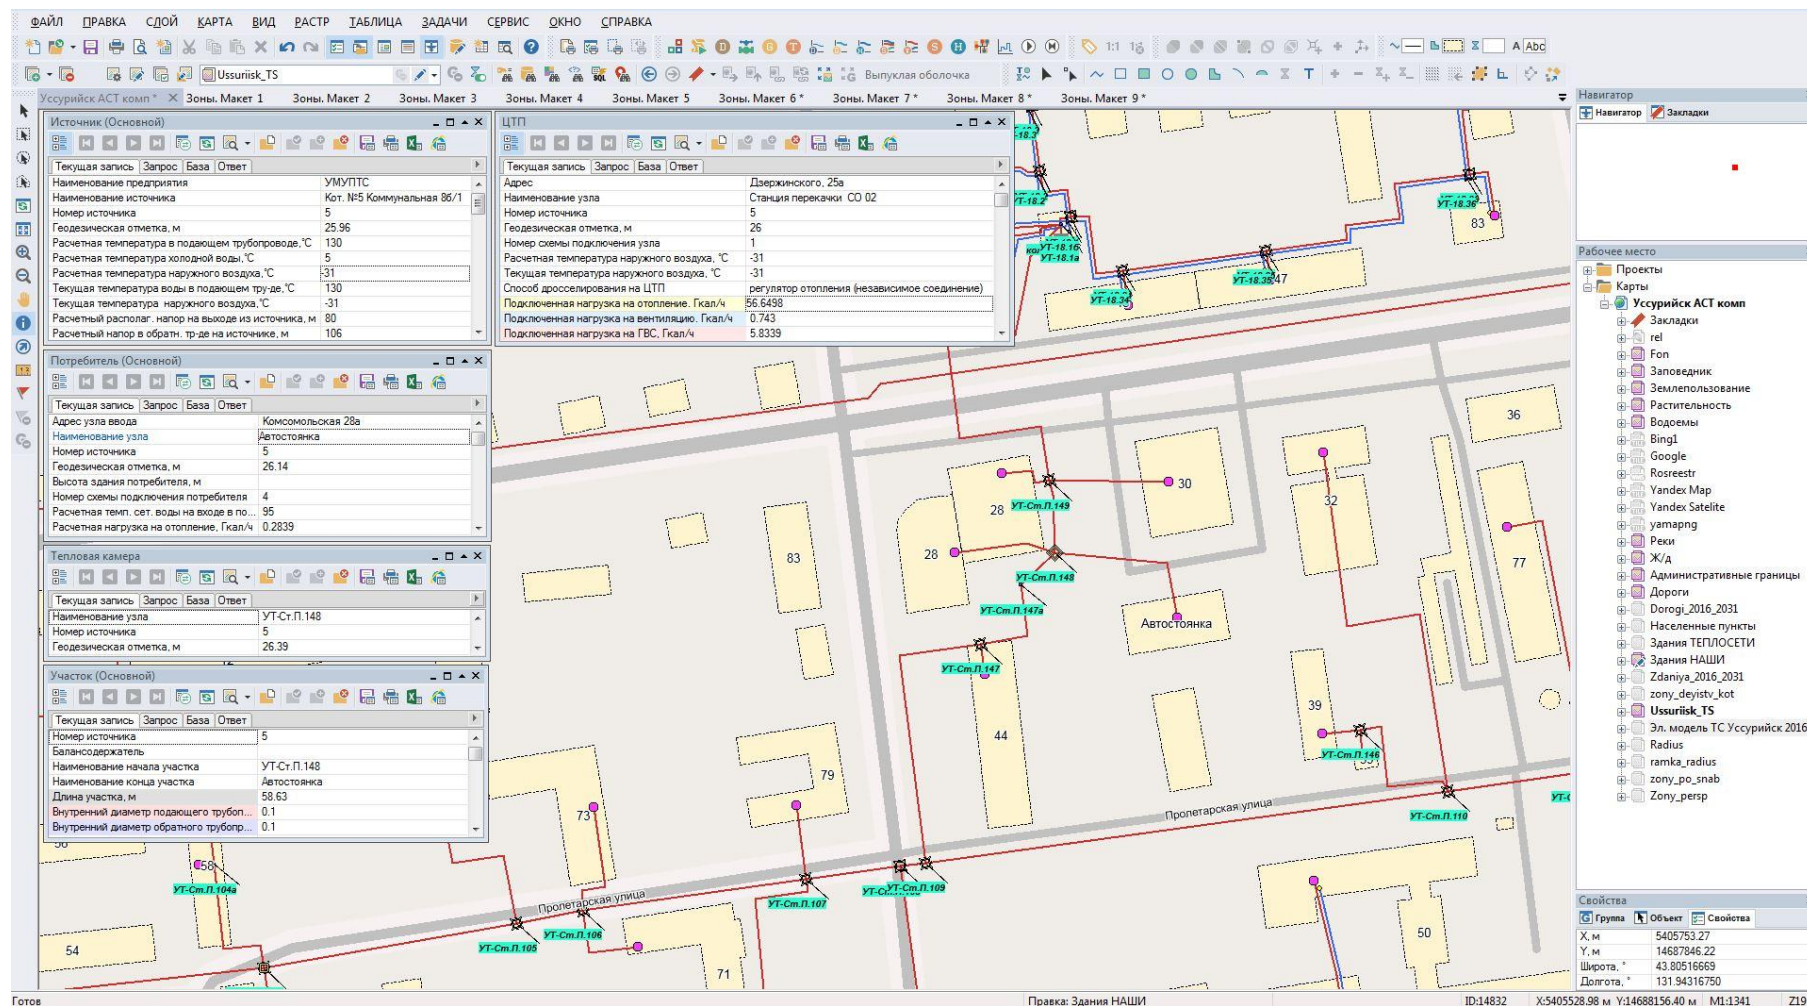 ФАЙЛ ПРАВКА СЛОЙ КАРТА ВИД РАСТР ТАБЛИЦА ЗАДАЧИ СЕРВИС ОКНО СПРАВКА
1:1
Abc
Ussuriisk_TS
Выпуклая оболочка
Уссурийск АСТ комп * Зоны. Макет 1 Зоны. Макет 2 Зоны. Макет 3 Зоны. Макет 4 Зоны. Макет 5 Зоны. Макет 6 * Зоны. Макет 7 * Зоны. Макет 8 * Зоны. Макет 9 *
Источник (Основной)
Текущая запись Запрос База Ответ
Наименование предприятия УМУПТС
Наименование источника Кот. №5 Коммунальная 8б/1
Номер источника 5
Геодезическая отметка, м 25.96
Расчетная температура в подающем трубопроводе,°С 130
Расчетная температура холодной воды,°С 5
Расчетная температура наружного воздуха,°С -31
Текущая температура воды в подающем тру-де,°С 130
Текущая температура наружного воздуха,°С -31
Расчетный располаг. напор на выходе из источника, м 80
Расчетный напор в обратн. тр-де на источнике, м 106
ЦТП
Текущая запись Запрос База Ответ
Адрес Дзержинского, 25а
Наименование узла Станция перекачки СО 02
Номер источника 5
Геодезическая отметка, м 26
Номер схемы подключения узла 1
Расчетная температура наружного воздуха, °С -31
Текущая температура наружного воздуха, °С -31
Способ дросселирования на ЦТП регулятор отопления (независимое соединение)
Подключенная нагрузка на отопление. Гкал/ч 56.6498
Подключенная нагрузка на вентиляцию. Гкал/ч 0.743
Подключенная нагрузка на ГВС, Гкал/ч 5.8339
Потребитель (Основной)
Текущая запись Запрос База Ответ
Адрес узла ввода Комсомольская 28а
Наименование узла Автостоянка
Номер источника 5
Геодезическая отметка, м 26.14
Высота здания потребителя, м
Номер схемы подключения потребителя 4
Расчетная темп. сет. воды на входе в по... 95
Расчетная нагрузка на отопление, Гкал/ч 0.2839
Тепловая камера
Текущая запись Запрос База Ответ
Наименование узла УТ-Ст.П.148
Номер источника 5
Геодезическая отметка, м 26.39
Участок (Основной)
Текущая запись Запрос База Ответ
Номер источника 5
Балансодержатель
Наименование начала участка УТ-Ст.П.148
Наименование конца участка Автостоянка
Длина участка, м 58.63
Внутренний диаметр подающего трубоп... 0.1
Внутренний диаметр обратного трубопр... 0.1
УТ-18.2
УТ-18.16
УТ-18.1а
УТ-18.34
УТ-18.35
47
УТ-18.36
83
36
28
УТ-Ст.П.149
30
32
83
28
УТ-Ст.П.148
77
УТ-Ст.П.147а
Автостоянка
УТ-Ст.П.147
39
44
УТ-Ст.П.146
79
73
Пролетарская улица
УТ-Ст.П.110
58
УТ-Ст.П.104а
УТ-Ст.П.107
УТ-Ст.П.109
Пролетарская улица
УТ-Ст.П.106
УТ-Ст.П.105
54
71
50
Навигатор
Навигатор Закладки
Рабочее место
Проекты
Карты
Уссурийск АСТ комп
Закладки
rel
Fon
Заповедник
Землепользование
Растительность
Водоемы
Bing1
Google
Rosreestr
Yandex Map
Yandex Satelite
yamapng
Реки
Ж/д
Административные границы
Дороги
Dorogi_2016_2031
Населенные пункты
Здания ТЕПЛОСЕТИ
Здания НАШИ
Zdaniya_2016_2031
zony_deyistv_kot
Ussuriisk_TS
Эл. модель ТС Уссурийск 2016
Radius
ramka_radius
zony_po_snab
Zony_persp
Свойства
Группа Объект Свойства
X, м 5405753.27
Y, м 14687846.22
Широта, ° 43.80516669
Долгота, ° 131.94316750
Готов
Правка: Здания НАШИ
ID:14832 X:5405528.98 м Y:14688156.40 м М1:1341 Z19